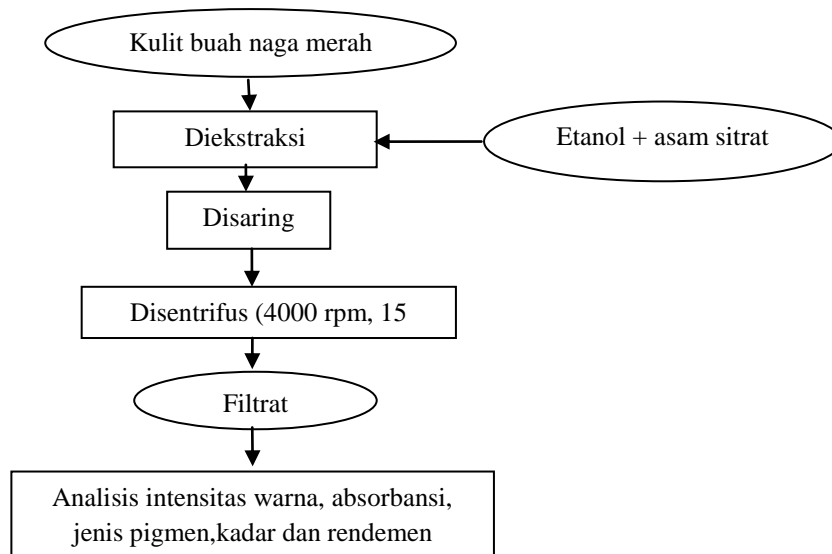 Kulit buah naga merah
Diekstraksi
Etanol + asam sitrat
Disaring
Disentrifus (4000 rpm, 15
Filtrat
Analisis intensitas warna, absorbansi,
jenis pigmen,kadar dan rendemen